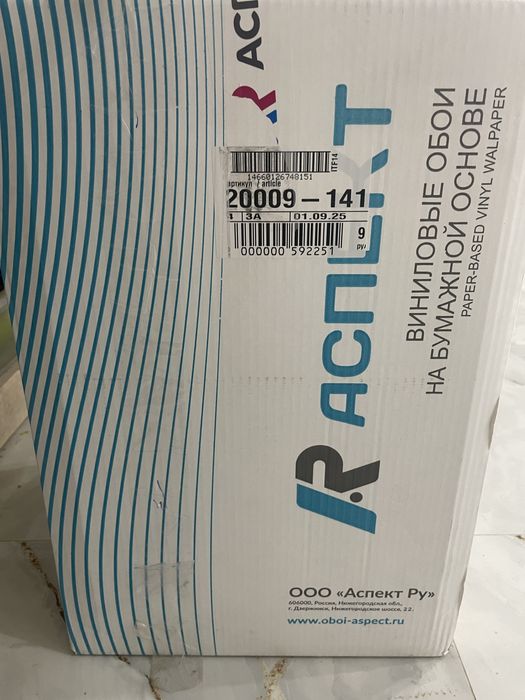 АСП
14660126748151
ITF14
артикул / article
20009-141
3А
01.09.25
9
000000 592251
АСПЕКТ
ВИНИЛОВЫЕ ОБОИ
НА БУМАЖНОЙ ОСНОВЕ
PAPER-BASED VINYL WALPAPER
ООО «Аспект Ру»
606000, Россия, Нижегородская обл.,
г. Дзержинск, Нижегородское шоссе, 22.
www.oboi-aspect.ru